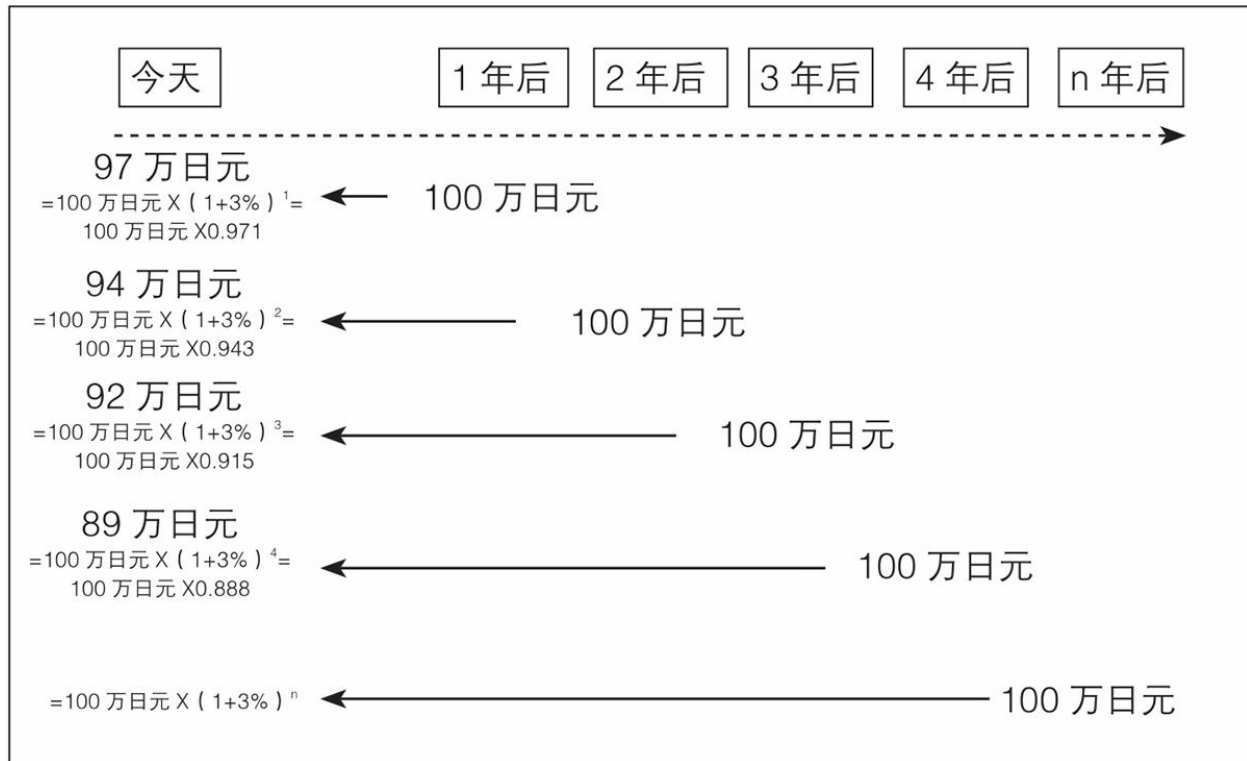 今天 1 年后 2 年后 3 年后 4 年后 n 年后
97 万日元
=100 万日元 X ( 1+3% ) ¹=
100 万日元 X0.971
100 万日元
94 万日元
=100 万日元 X ( 1+3% ) ²=
100 万日元 X0.943
100 万日元
92 万日元
=100 万日元 X ( 1+3% ) ³=
100 万日元 X0.915
100 万日元
89 万日元
=100 万日元 X ( 1+3% ) ⁴=
100 万日元 X0.888
100 万日元
=100 万日元 X ( 1+3% ) ⁿ
100 万日元